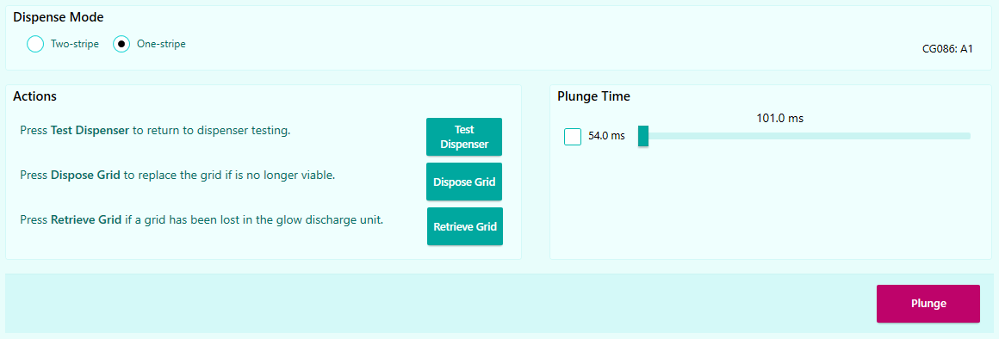 Dispense Mode
Two-stripe One-stripe
CG086: A1
Actions
Press Test Dispenser to return to dispenser testing.
Test
Dispenser
Press Dispose Grid to replace the grid if is no longer viable.
Dispose Grid
Press Retrieve Grid if a grid has been lost in the glow discharge unit.
Retrieve Grid
Plunge Time
101.0 ms
54.0 ms
Plunge